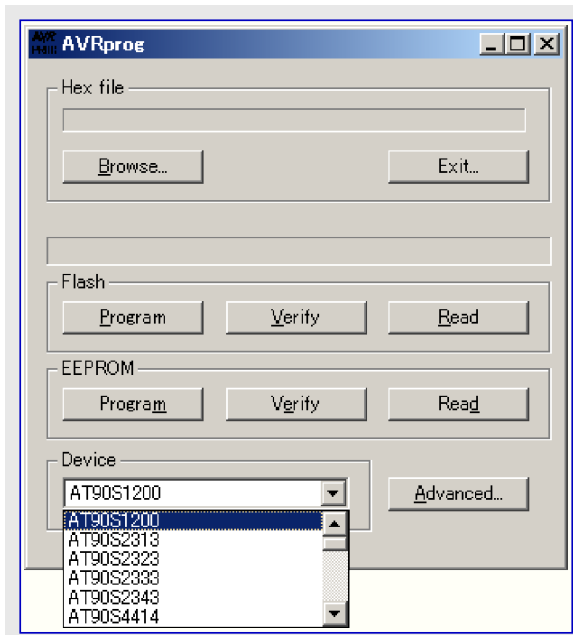 AVRprog
Hex file
Browse... Exit...
Flash
Program Verify Read
EEPROM
Program Verify Read
Device
AT90S1200
Advanced...
AT90S1200
AT90S2313
AT90S2323
AT90S2333
AT90S2343
AT90S4414